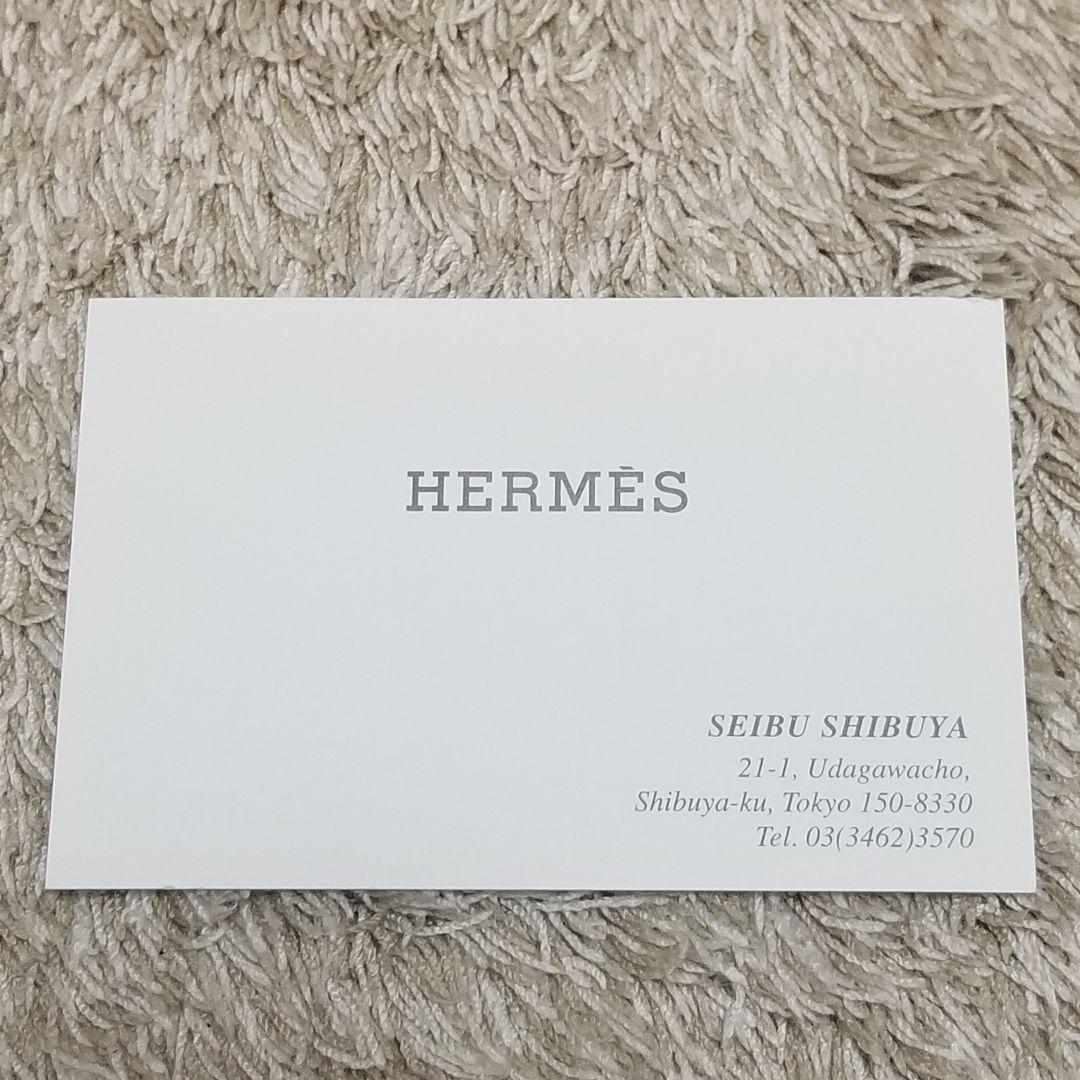 HERMÈS
SEIBU SHIBUYA
21-1, Udagawacho,
Shibuya-ku, Tokyo 150-8330
Tel. 03(3462)3570